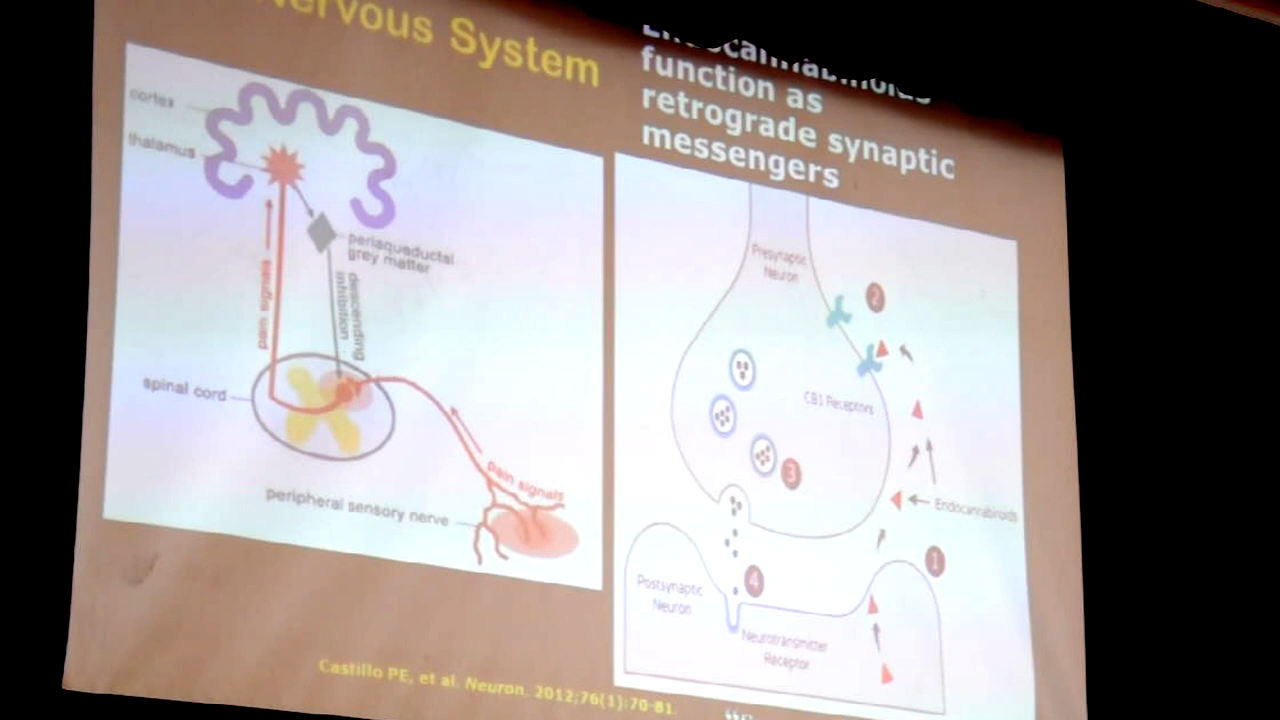 Nervous System
Endocannabinoids
function as
retrograde synaptic
messengers
cortex
thalamus
periaqueductal
grey matter
pain signals
descending
inhibition
spinal cord
pain signals
peripheral sensory nerve
Presynaptic
Neuron
2
CB1 Receptors
3
Endocannabinoids
1
4
Postsynaptic
Neuron
Neurotransmitter
Receptor
Castillo PE, et al. Neuron. 2012;76(1):70-81.